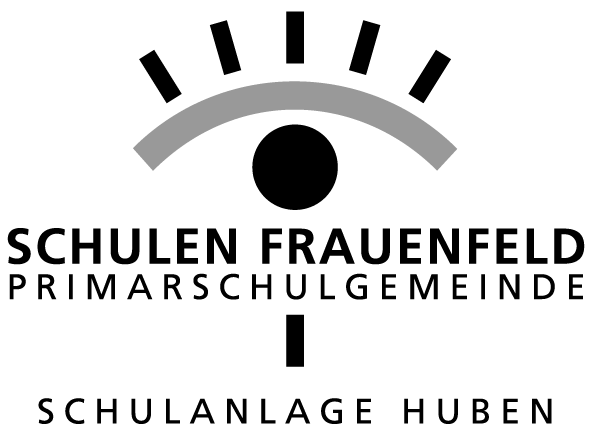 SCHULEN FRAUENFELD
PRIMARSCHULGEMEINDE
SCHULANLAGE HUBEN